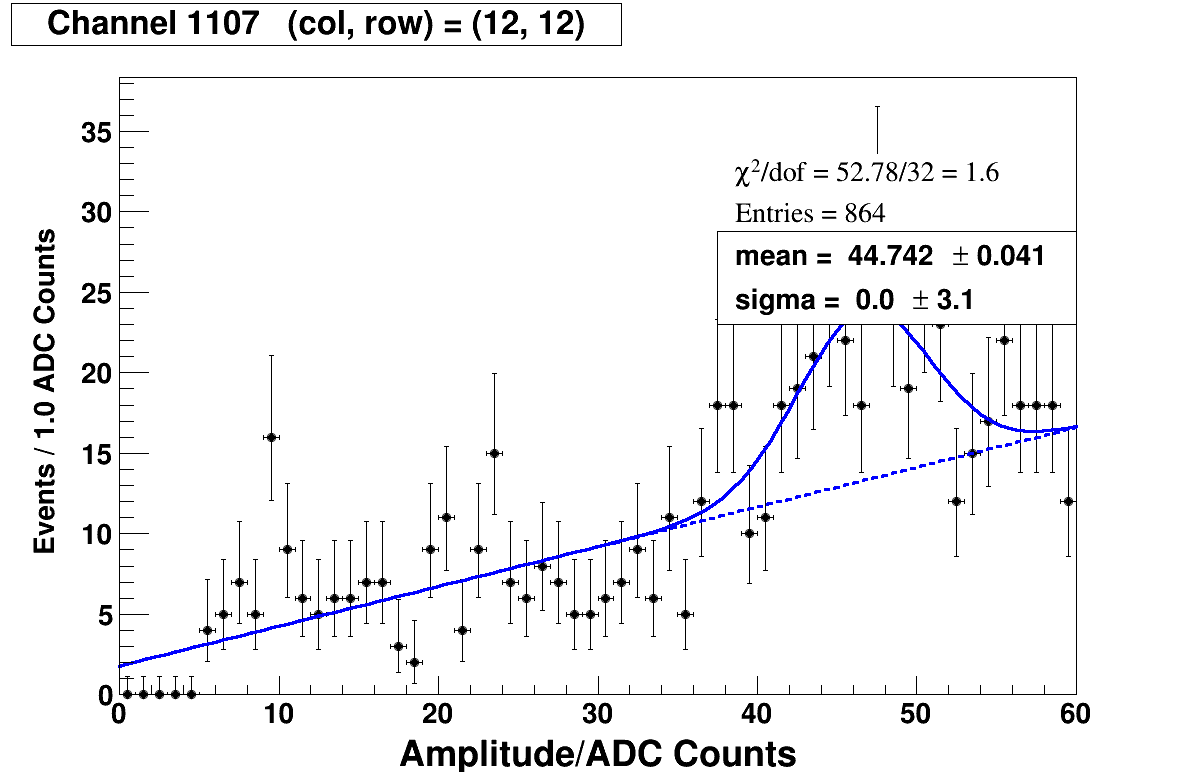 Channel 1107 (col, row) = (12, 12)
χ²/dof = 52.78/32 = 1.6
Entries = 864
mean = 44.742 ± 0.041
sigma = 0.0 ± 3.1
Events / 1.0 ADC Counts
35
30
25
20
15
10
5
0
0 10 20 30 40 50 60
Amplitude/ADC Counts